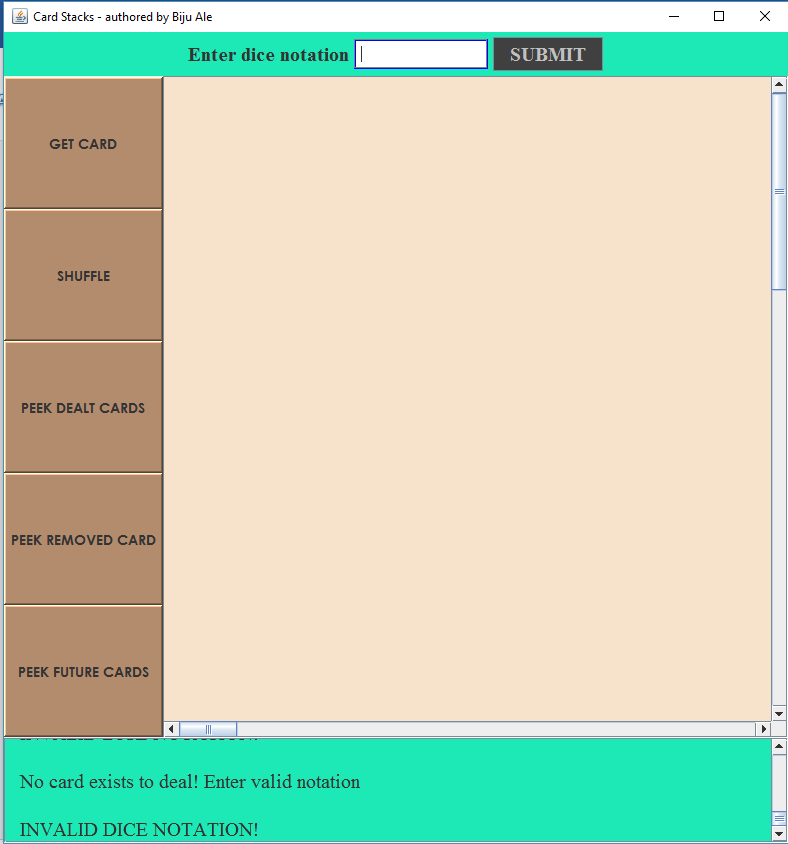 Card Stacks - authored by Biju Ale
Enter dice notation SUBMIT
GET CARD
SHUFFLE
PEEK DEALT CARDS
PEEK REMOVED CARD
PEEK FUTURE CARDS
No card exists to deal! Enter valid notation
INVALID DICE NOTATION!